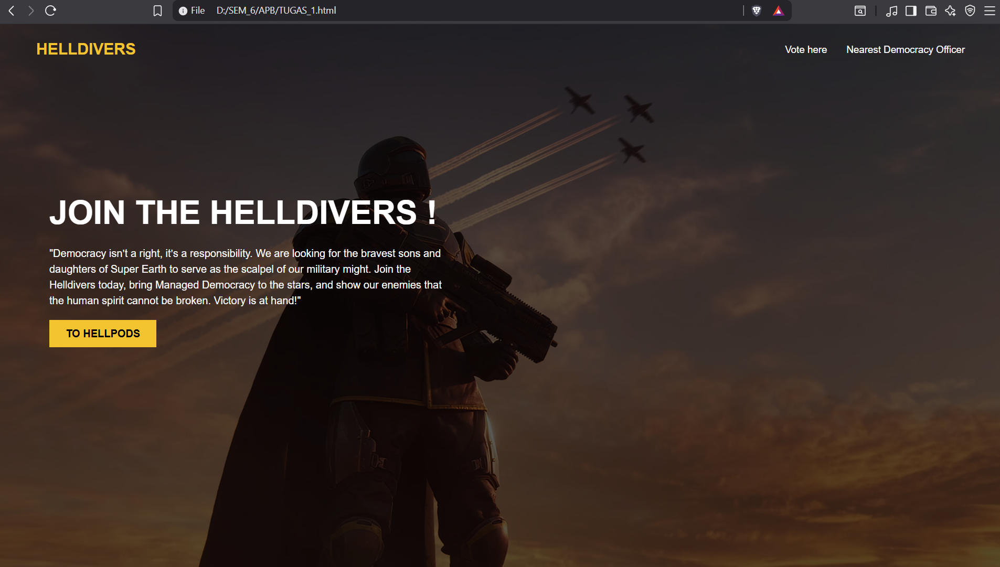 File D:/SEM_6/APB/TUGAS_1.html
HELLDIVERS
Vote here Nearest Democracy Officer
JOIN THE HELLDIVERS !
"Democracy isn’t a right, it’s a responsibility. We are looking for the bravest sons and
daughters of Super Earth to serve as the scalpel of our military might. Join the
Helldivers today, bring Managed Democracy to the stars, and show our enemies that
the human spirit cannot be broken. Victory is at hand!"
TO HELLPODS